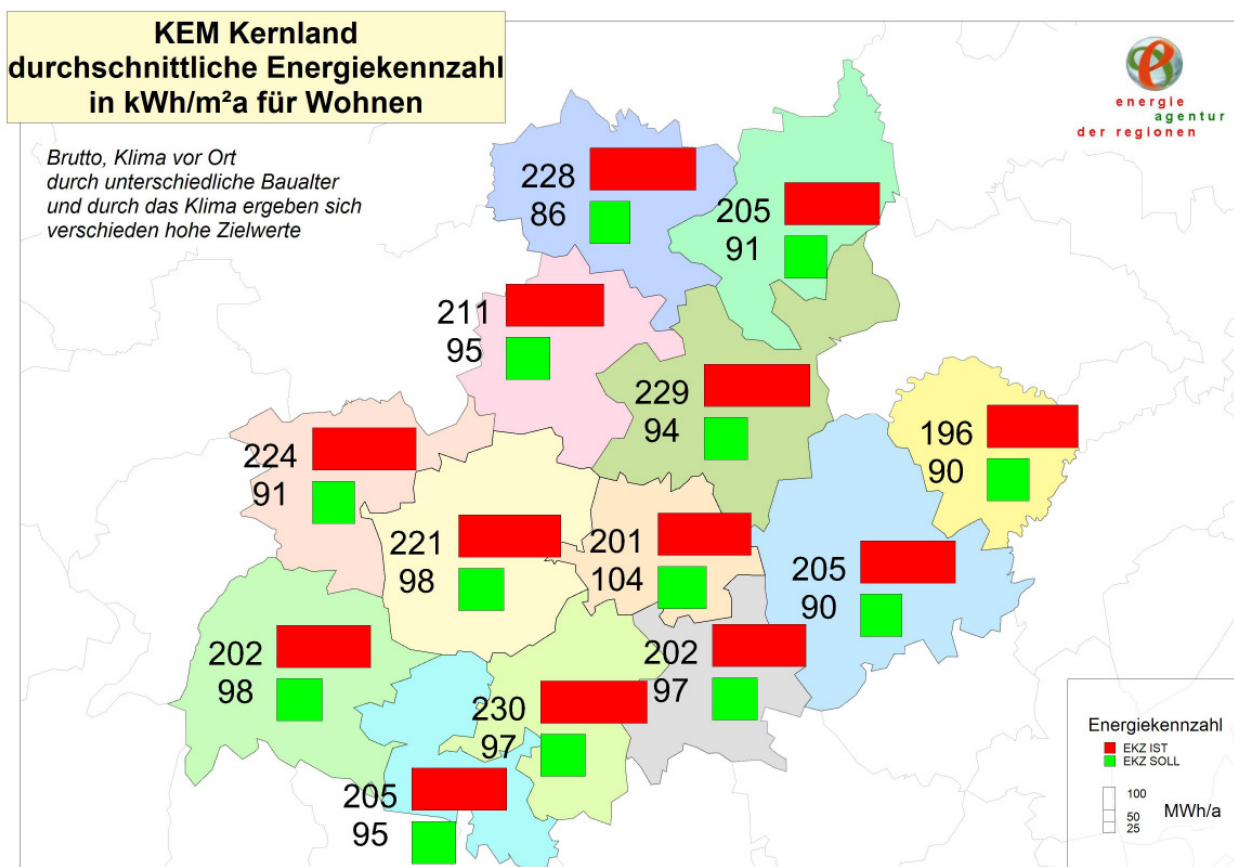 KEM Kernland
durchschnittliche Energiekennzahl
in kWh/m²a für Wohnen
energie
agentur
der regionen
Brutto, Klima vor Ort
durch unterschiedliche Baualter
und durch das Klima ergeben sich
verschieden hohe Zielwerte
228
86
205
91
211
95
229
94
196
90
224
91
221
98
201
104
205
90
202
98
202
97
230
97
205
95
Energiekennzahl
EKZ IST
EKZ SOLL
100
50
25
MWh/a